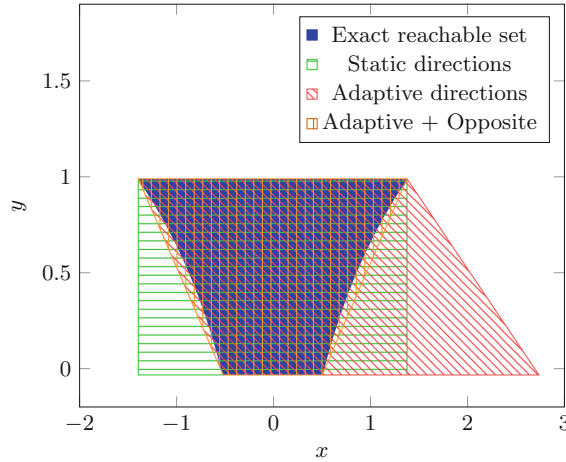 Exact reachable set
Static directions
Adaptive directions
Adaptive + Opposite
1.5
1
0.5
0
y
−2
−1
0
1
2
3
x